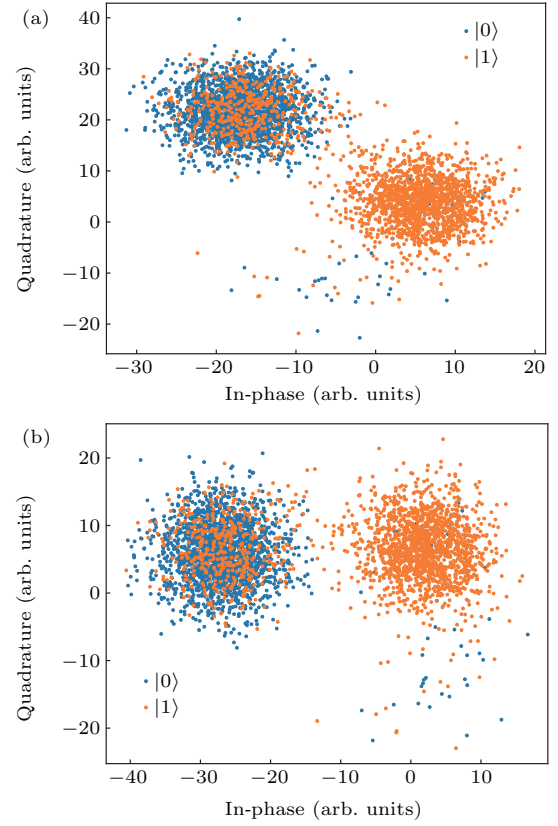 (a)
|0⟩
|1⟩
40
30
20
10
0
−10
−20
Quadrature (arb. units)
−30 −20 −10 0 10 20
In-phase (arb. units)
(b)
20
10
0
−10
−20
Quadrature (arb. units)
|0⟩
|1⟩
−40 −30 −20 −10 0 10
In-phase (arb. units)